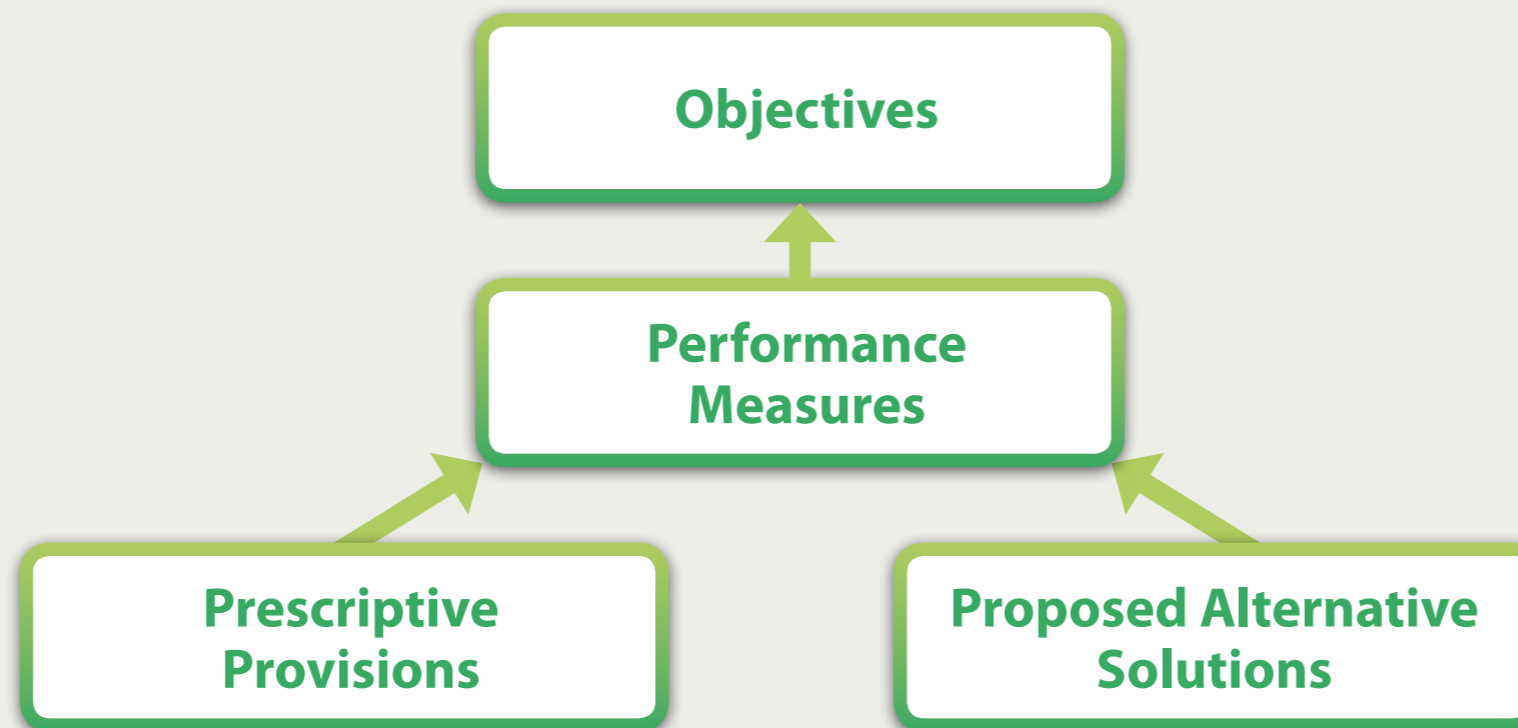 Objectives
Performance
Measures
Prescriptive
Provisions
Proposed Alternative
Solutions